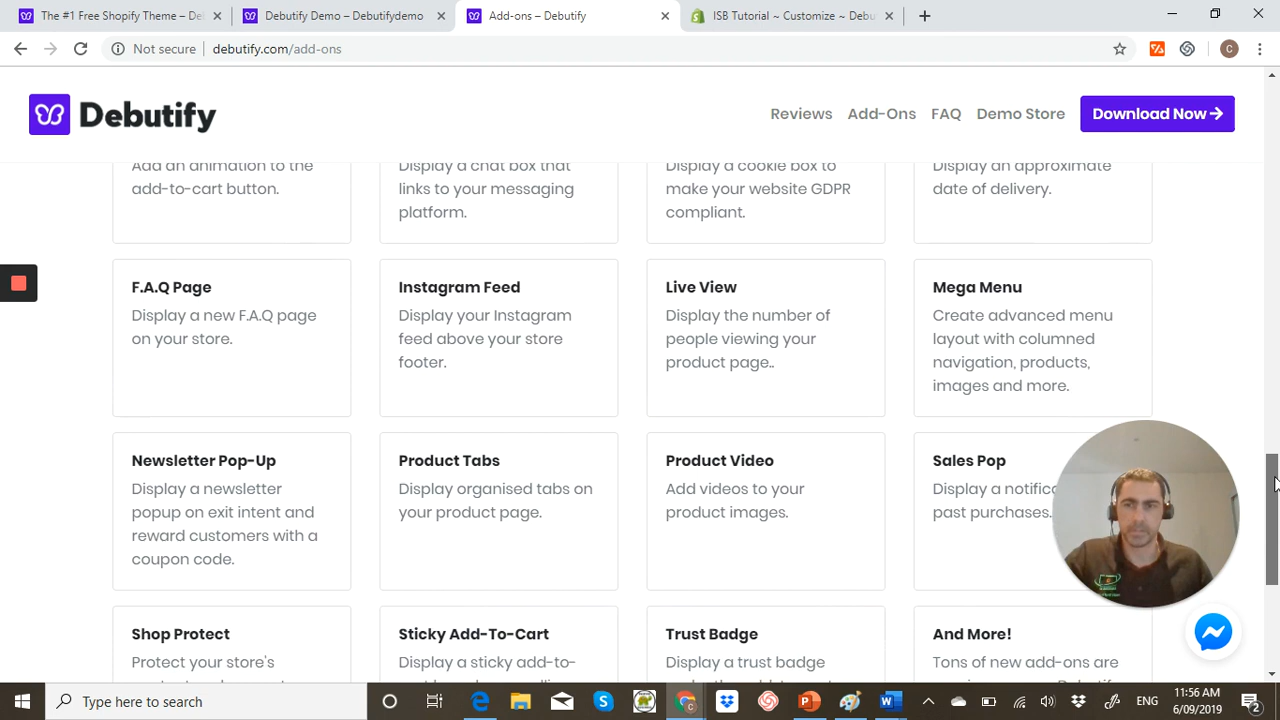 The #1 Free Shopify Theme – De
Debutify Demo – Debutifydemo
Add-ons – Debutify
ISB Tutorial ~ Customize ~ Debu
Not secure
debutify.com/add-ons
C
Debutify
Reviews
Add-Ons
FAQ
Demo Store
Download Now
Add an animation to the
add-to-cart button.
Display a chat box that
links to your messaging
platform.
Display a cookie box to
make your website GDPR
compliant.
Display an approximate
date of delivery.
F.A.Q Page
Display a new F.A.Q page
on your store.
Instagram Feed
Display your Instagram
feed above your store
footer.
Live View
Display the number of
people viewing your
product page..
Mega Menu
Create advanced menu
layout with columned
navigation, products,
images and more.
Newsletter Pop-Up
Display a newsletter
popup on exit intent and
reward customers with a
coupon code.
Product Tabs
Display organised tabs on
your product page.
Product Video
Add videos to your
product images.
Sales Pop
Display a notific
past purchases.
Shop Protect
Protect your store's
Sticky Add-To-Cart
Display a sticky add-to-
Trust Badge
Display a trust badge
And More!
Tons of new add-ons are
Type here to search
ENG
11:56 AM
6/09/2019
2